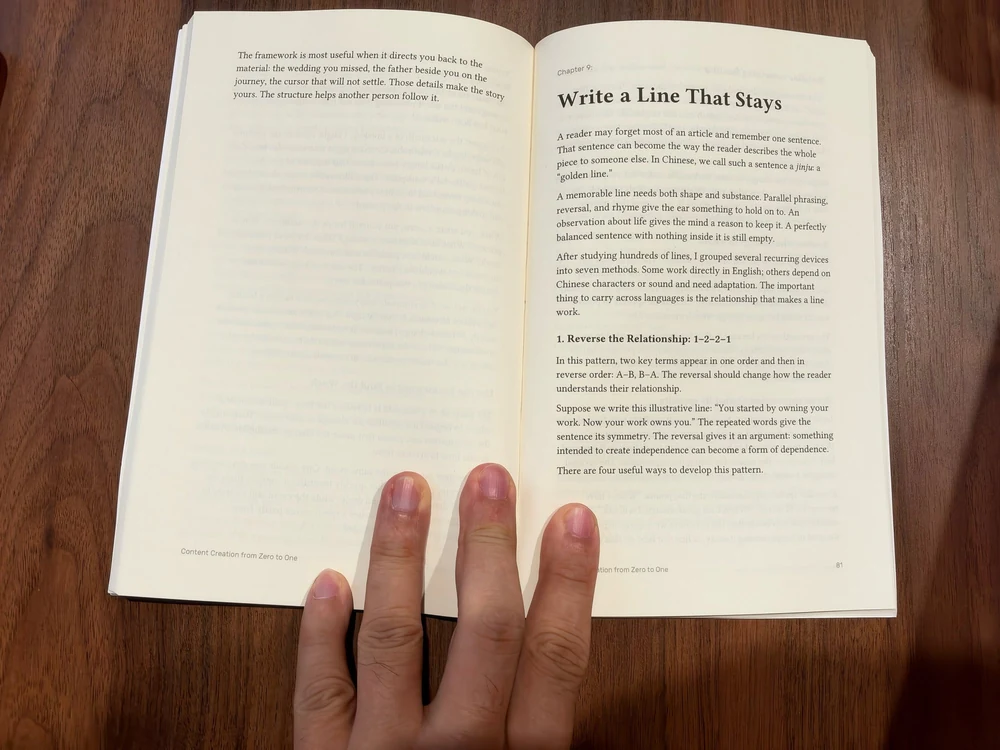 The framework is most useful when it directs you back to the
material: the wedding you missed, the father beside you on the
journey, the cursor that will not settle. Those details make the story
yours. The structure helps another person follow it.
Content Creation from Zero to One
Chapter 9:
Write a Line That Stays
A reader may forget most of an article and remember one sentence.
That sentence can become the way the reader describes the whole
piece to someone else. In Chinese, we call such a sentence a jinju: a
“golden line.”
A memorable line needs both shape and substance. Parallel phrasing,
reversal, and rhyme give the ear something to hold on to. An
observation about life gives the mind a reason to keep it. A perfectly
balanced sentence with nothing inside it is still empty.
After studying hundreds of lines, I grouped several recurring devices
into seven methods. Some work directly in English; others depend on
Chinese characters or sound and need adaptation. The important
thing to carry across languages is the relationship that makes a line
work.
1. Reverse the Relationship: 1–2–2–1
In this pattern, two key terms appear in one order and then in
reverse order: A–B, B–A. The reversal should change how the reader
understands their relationship.
Suppose we write this illustrative line: “You started by owning your
work. Now your work owns you.” The repeated words give the
sentence its symmetry. The reversal gives it an argument: something
intended to create independence can become a form of dependence.
There are four useful ways to develop this pattern.
from Zero to One
81